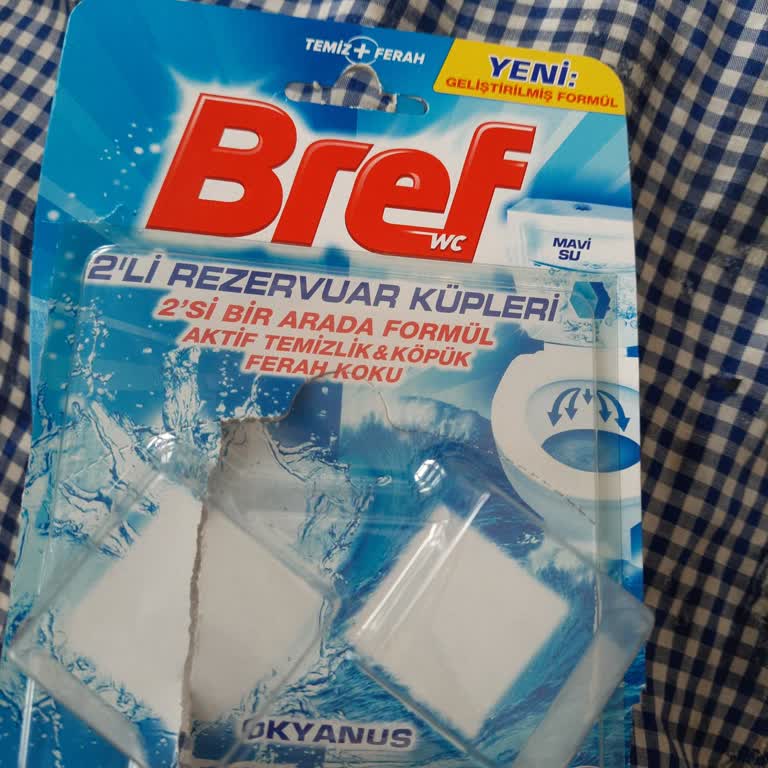 TEMİZ+FERAH
YENİ:
GELİŞTİRİLMİŞ FORMÜL
Bref
WC
MAVİ
SU
2'Lİ REZERVUAR KÜPLERİ
2'Sİ BİR ARADA FORMÜL
AKTİF TEMİZLİK & KÖPÜK
FERAH KOKU
OKYANUS